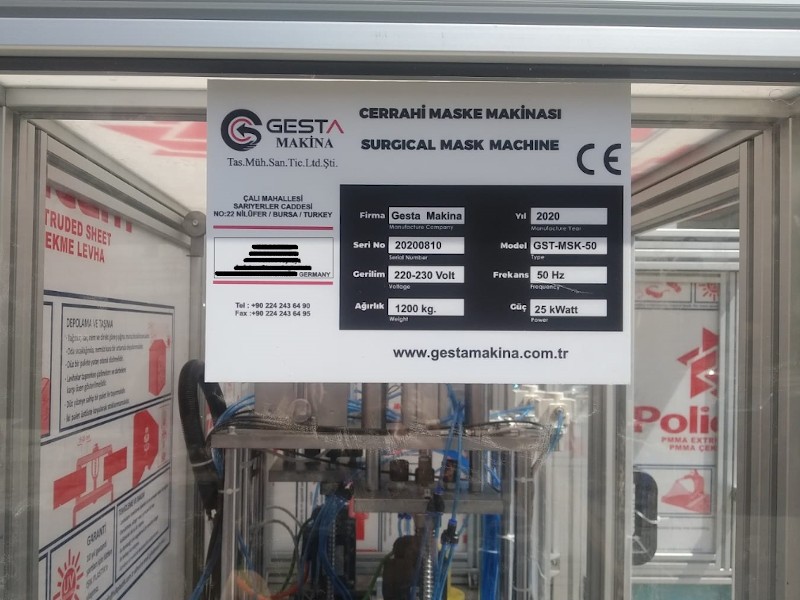 GESTA
MAKİNA
Tas.Müh.San.Tic.Ltd.Şti.
CERRAHİ MASKE MAKİNASI
SURGICAL MASK MACHINE
CE
ÇALI MAHALLESİ
SARIYERLER CADDESİ
NO:22 NİLÜFER / BURSA / TURKEY
GERMANY
Tel : +90 224 243 64 90
Fax :+90 224 243 64 95
Firma Gesta Makina
Manufacture Company
Seri No 20200810
Serial Number
Gerilim 220-230 Volt
Voltage
Ağırlık 1200 kg.
Weight
Yıl 2020
Manufacture Year
Model GST-MSK-50
Type
Frekans 50 Hz
Frequency
Güç 25 kWatt
Power
www.gestamakina.com.tr
TRUDED SHEET
EKME LEVHA
DEPOLAMA VE TAŞIMA
GARANTİ
UV
Polic
PMMA EXTR
PMMA ÇEK